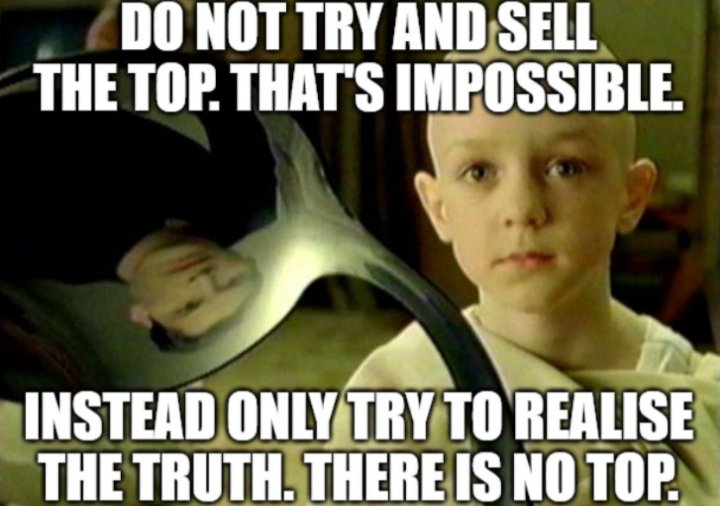 DO NOT TRY AND SELL
THE TOP. THAT'S IMPOSSIBLE.
INSTEAD ONLY TRY TO REALISE
THE TRUTH. THERE IS NO TOP.